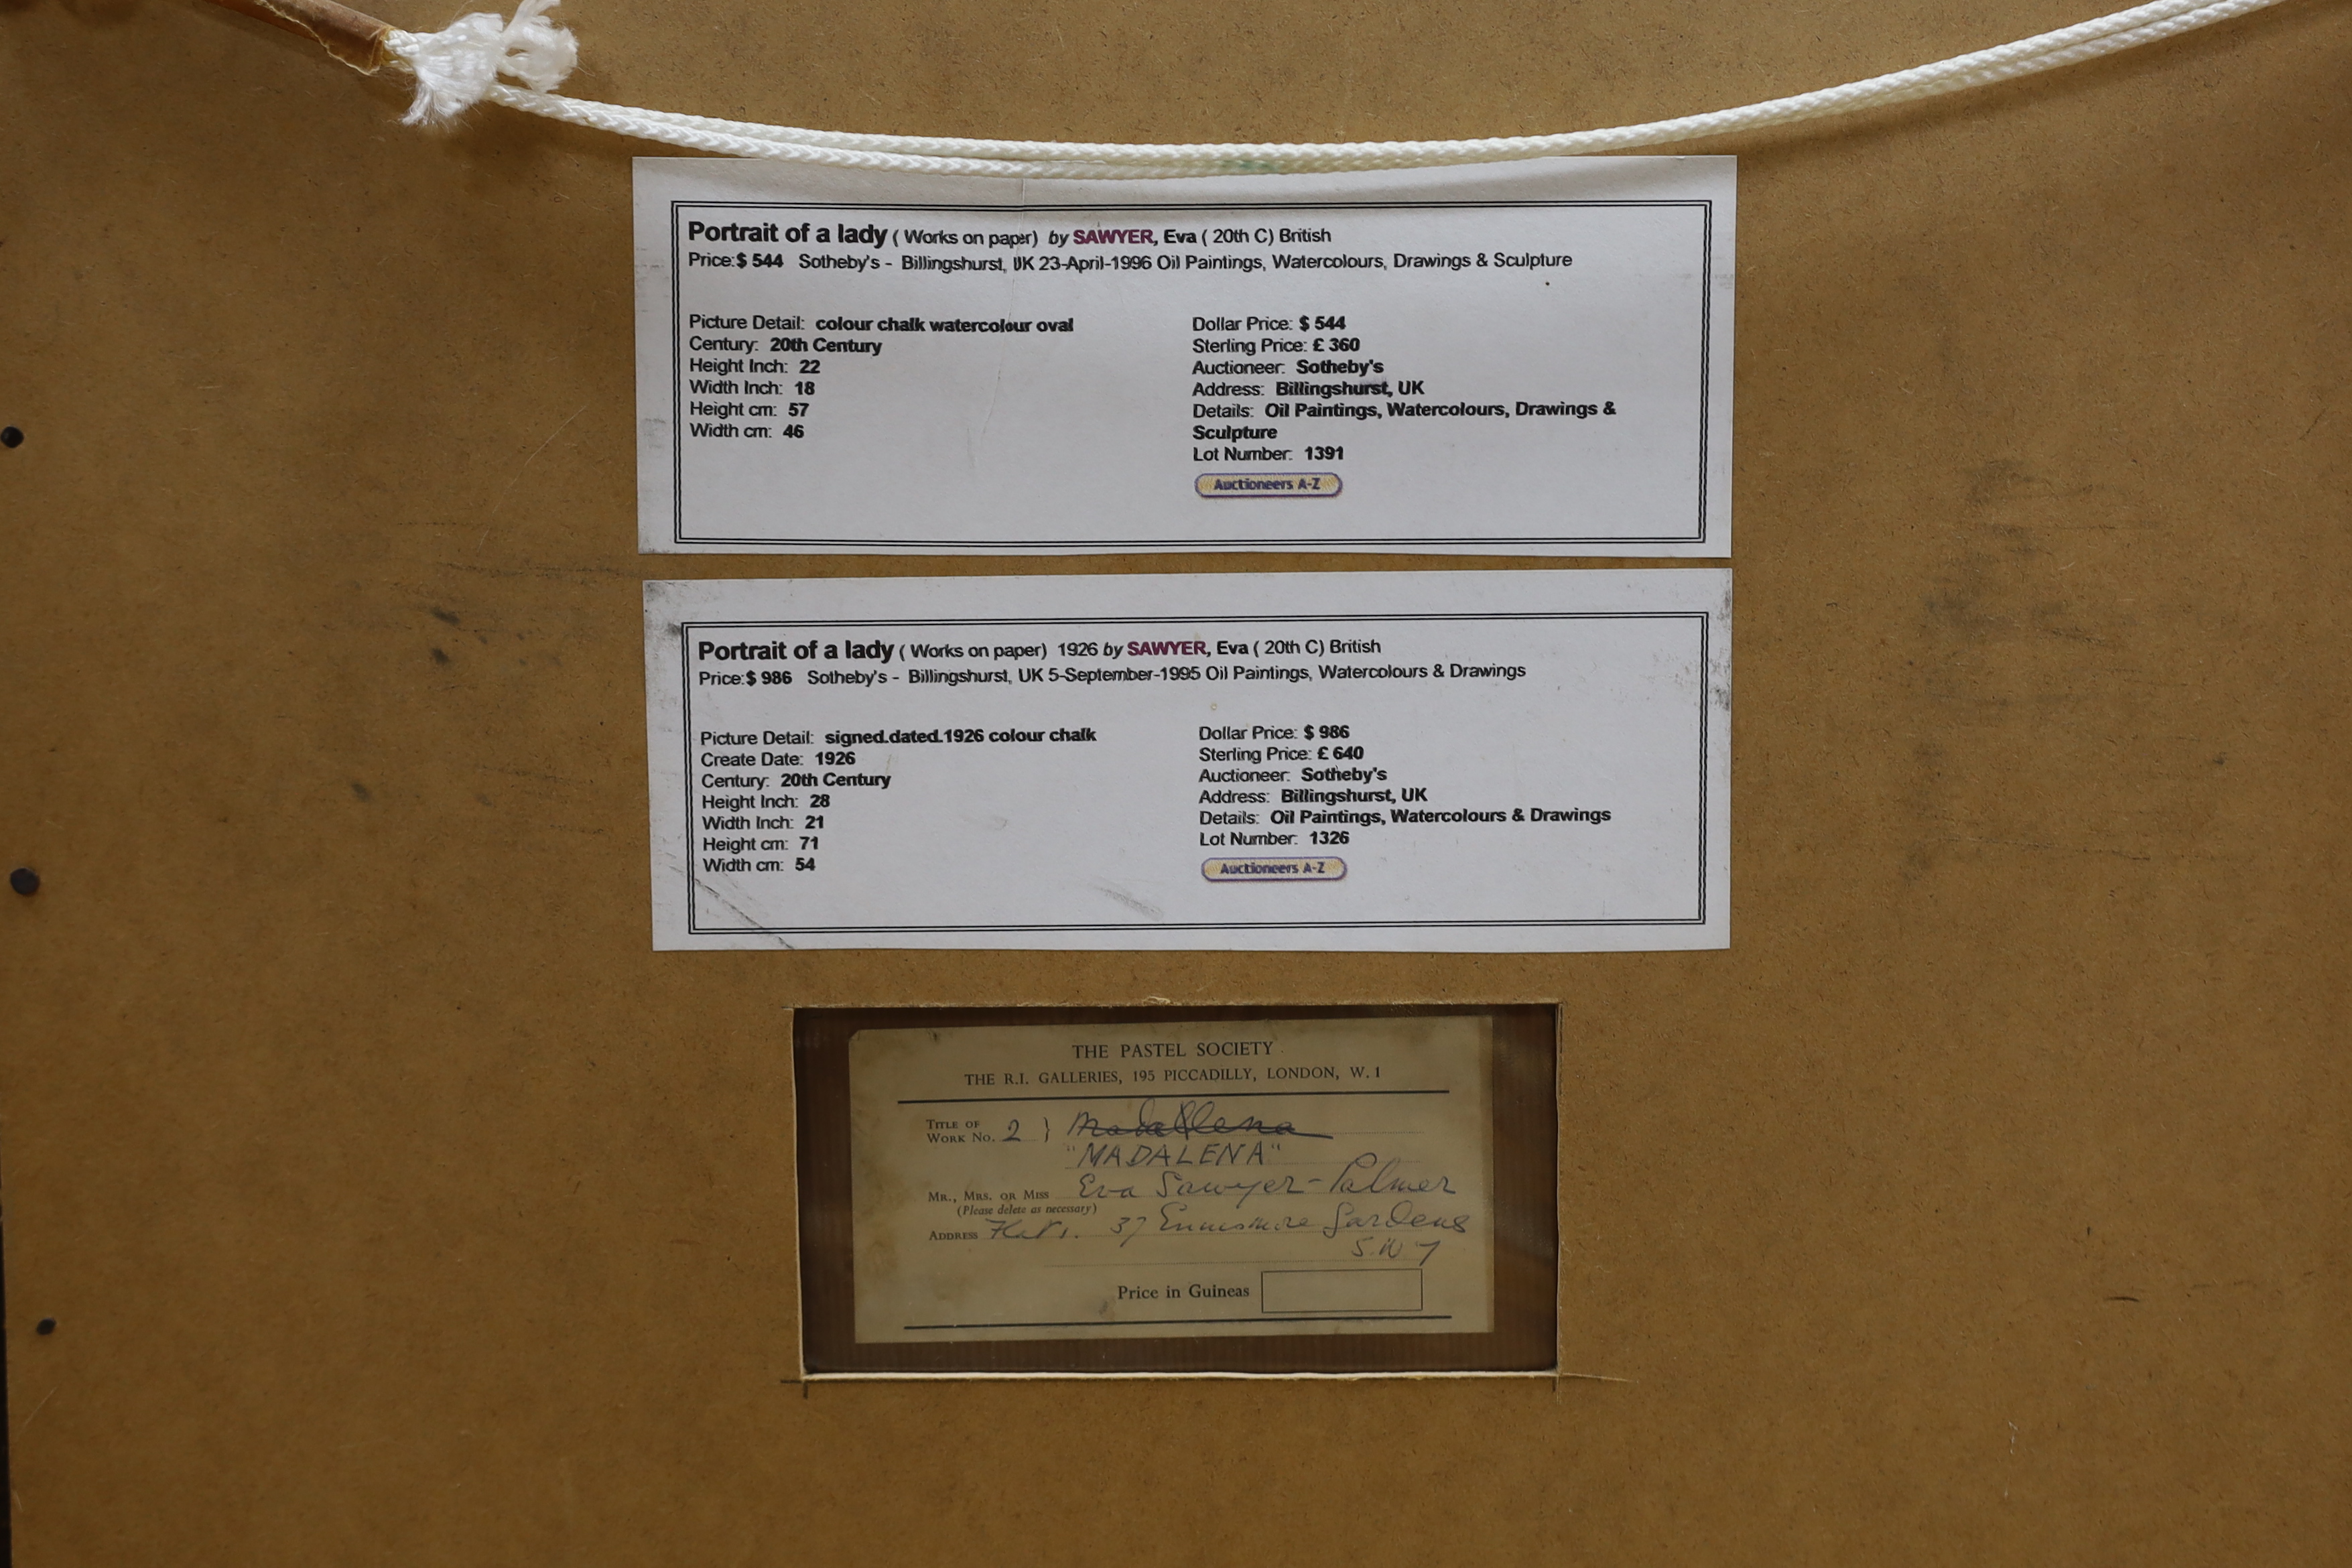 Portrait of a lady ( Works on paper) by SAWYER, Eva ( 20th C) British
Price:$ 544 Sotheby's - Billingshurst, UK 23-April-1996 Oil Paintings, Watercolours, Drawings & Sculpture
Picture Detail: colour chalk watercolour oval
Century: 20th Century
Height Inch: 22
Width Inch: 18
Height cm: 57
Width cm: 46
Dollar Price: $ 544
Sterling Price: £ 360
Auctioneer: Sotheby's
Address: Billingshurst, UK
Details: Oil Paintings, Watercolours, Drawings &
Sculpture
Lot Number: 1391
Auctioneers A-Z
Portrait of a lady ( Works on paper) 1926 by SAWYER, Eva ( 20th C) British
Price:$ 986 Sotheby's - Billingshurst, UK 5-September-1995 Oil Paintings, Watercolours & Drawings
Picture Detail: signed.dated.1926 colour chalk
Create Date: 1926
Century: 20th Century
Height Inch: 28
Width Inch: 21
Height cm: 71
Width cm: 54
Dollar Price: $ 986
Sterling Price: £ 640
Auctioneer: Sotheby's
Address: Billingshurst, UK
Details: Oil Paintings, Watercolours & Drawings
Lot Number: 1326
Auctioneers A-Z
THE PASTEL SOCIETY
THE R.I. GALLERIES, 195 PICCADILLY, LONDON, W.1
TITLE OF
WORK NO. 2 }
"MADALENA"
MR., MRS. OR MISS Eva Sawyer-Palmer
(Please delete as necessary)
ADDRESS 37 Ennismore Gardens
S.W 7
Price in Guineas